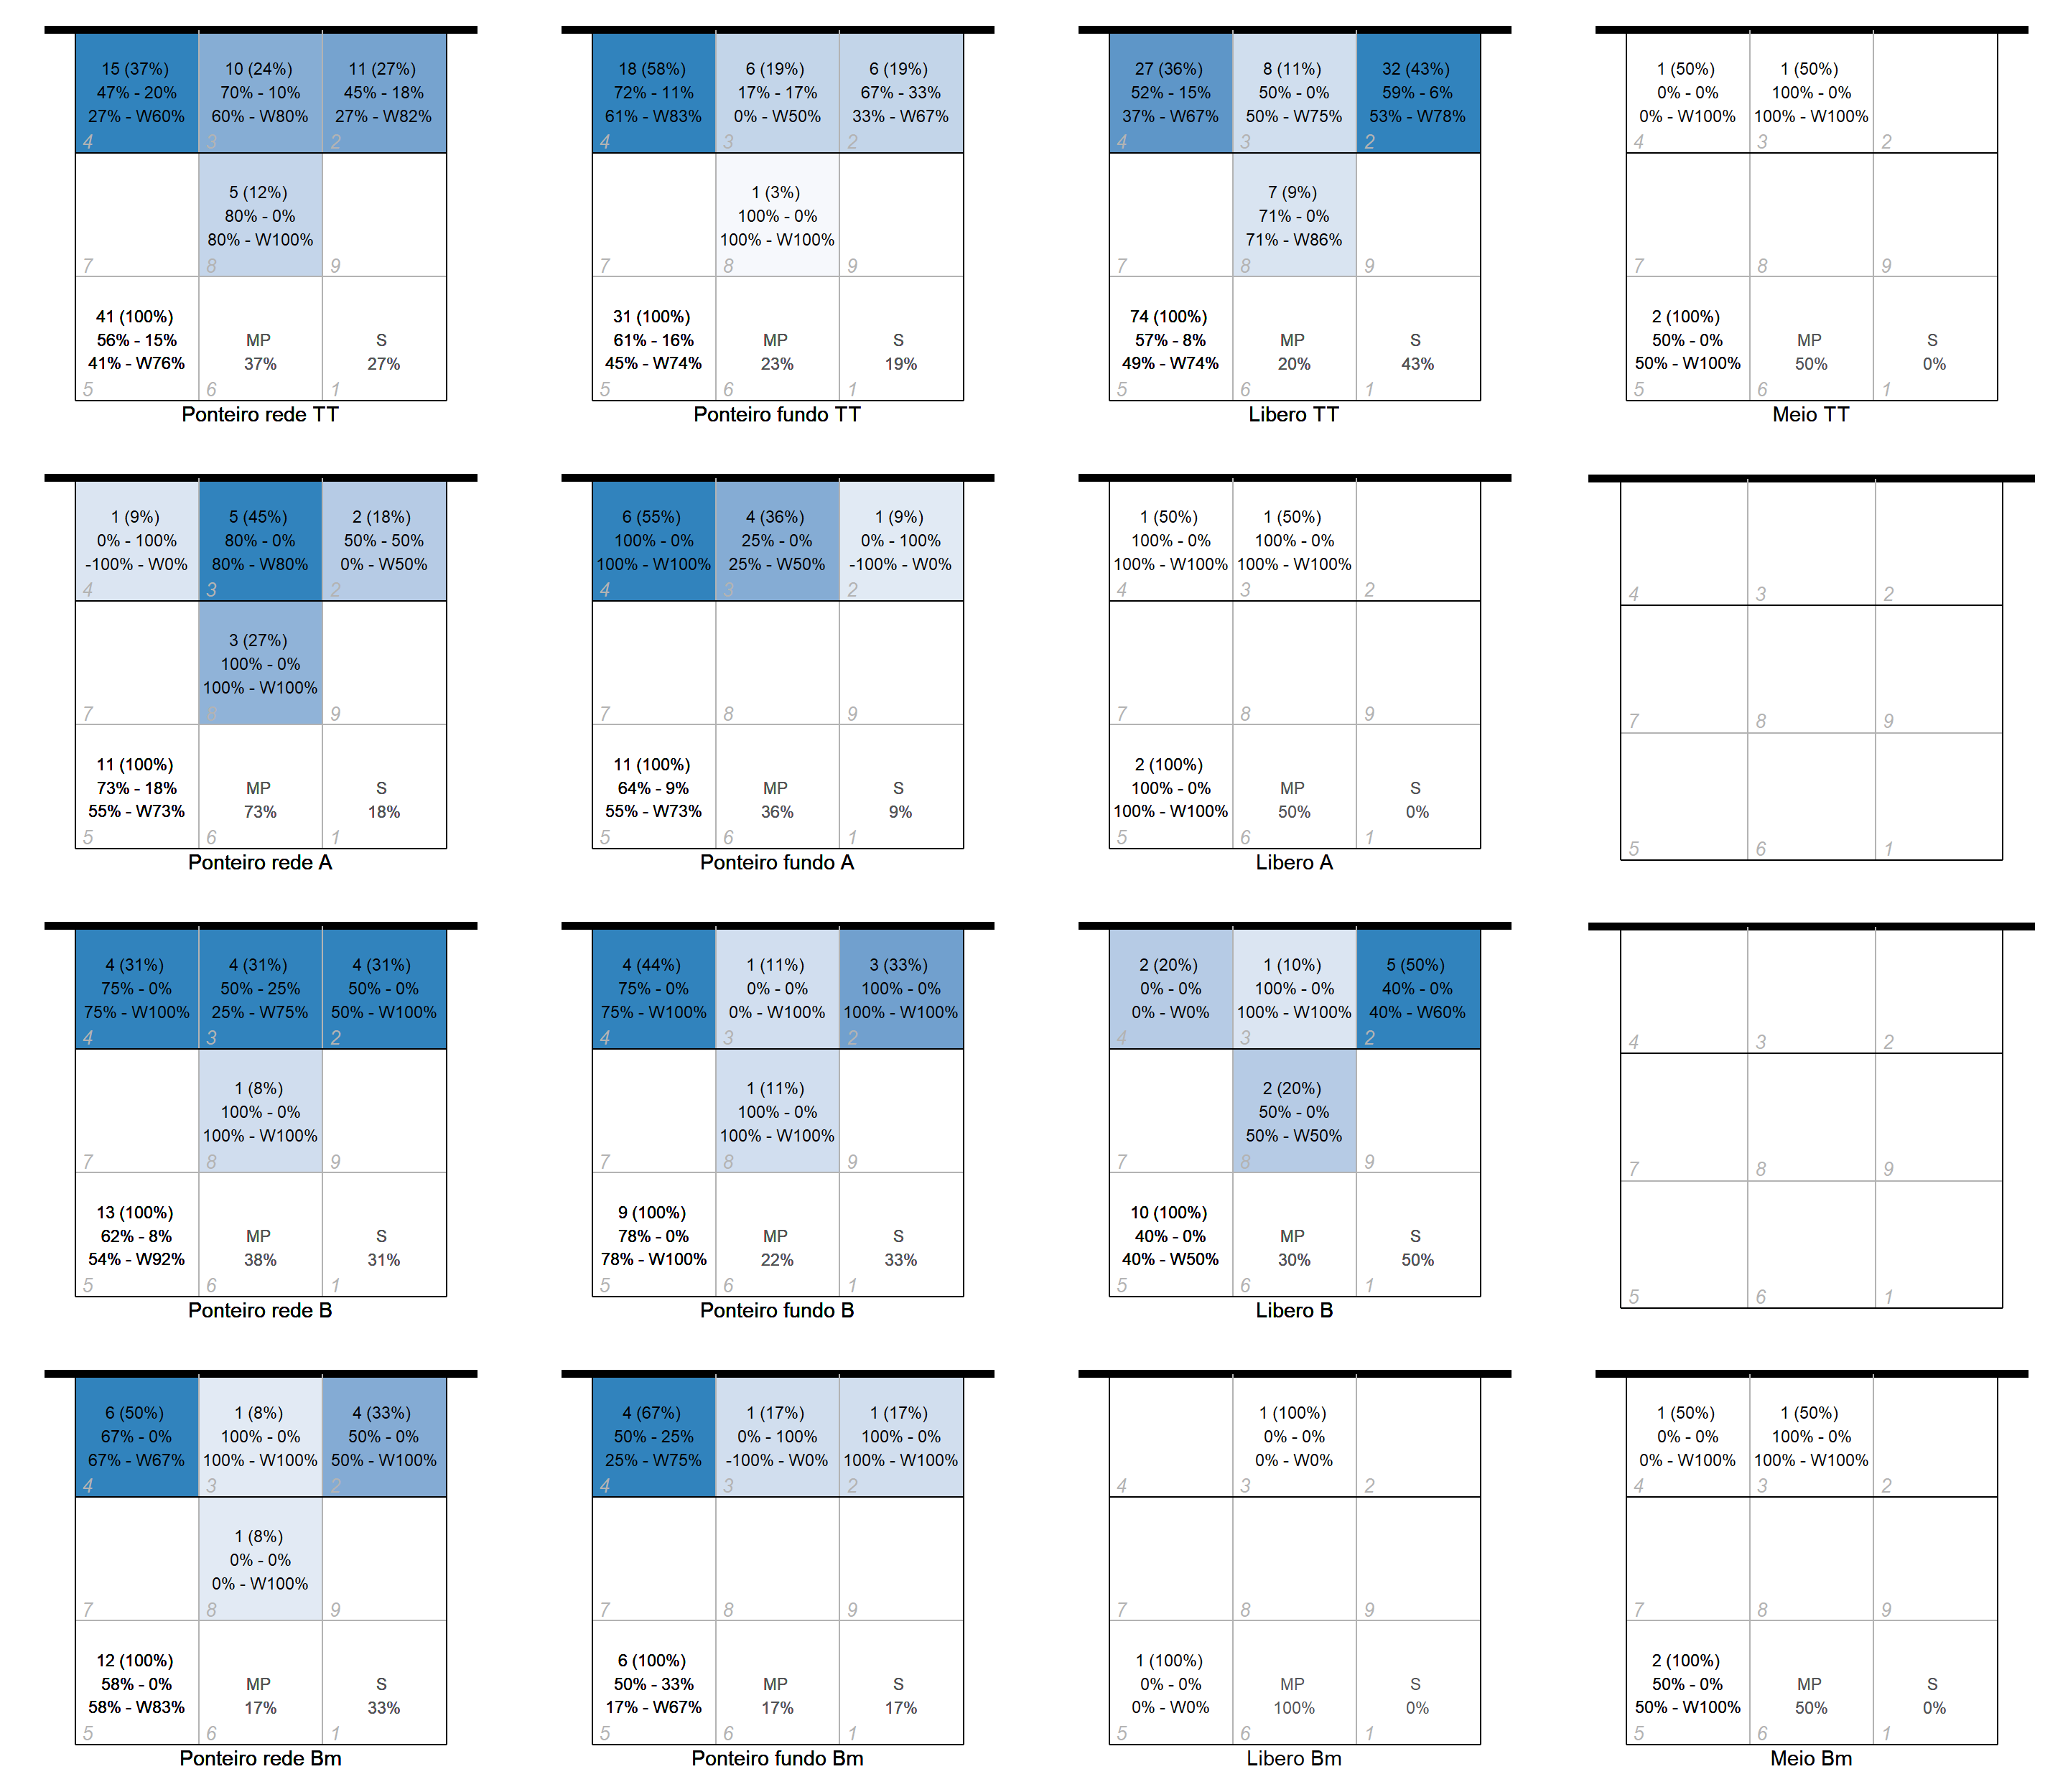 15 (37%)
47% - 20%
27% - W60%
4
10 (24%)
70% - 10%
60% - W80%
3
11 (27%)
45% - 18%
27% - W82%
2
7
5 (12%)
80% - 0%
80% - W100%
8
9
41 (100%)
56% - 15%
41% - W76%
5
MP
37%
6
S
27%
1
Ponteiro rede TT
18 (58%)
72% - 11%
61% - W83%
4
6 (19%)
17% - 17%
0% - W50%
3
6 (19%)
67% - 33%
33% - W67%
2
7
1 (3%)
100% - 0%
100% - W100%
8
9
31 (100%)
61% - 16%
45% - W74%
5
MP
23%
6
S
19%
1
Ponteiro fundo TT
27 (36%)
52% - 15%
37% - W67%
4
8 (11%)
50% - 0%
50% - W75%
3
32 (43%)
59% - 6%
53% - W78%
2
7
7 (9%)
71% - 0%
71% - W86%
8
9
74 (100%)
57% - 8%
49% - W74%
5
MP
20%
6
S
43%
1
Libero TT
1 (50%)
0% - 0%
0% - W100%
4
1 (50%)
100% - 0%
100% - W100%
3
2
7
8
9
2 (100%)
50% - 0%
50% - W100%
5
MP
50%
6
S
0%
1
Meio TT
1 (9%)
0% - 100%
-100% - W0%
4
5 (45%)
80% - 0%
80% - W80%
3
2 (18%)
50% - 50%
0% - W50%
2
7
3 (27%)
100% - 0%
100% - W100%
8
9
11 (100%)
73% - 18%
55% - W73%
5
MP
73%
6
S
18%
1
Ponteiro rede A
6 (55%)
100% - 0%
100% - W100%
4
4 (36%)
25% - 0%
25% - W50%
3
1 (9%)
0% - 100%
-100% - W0%
2
7
8
9
11 (100%)
64% - 9%
55% - W73%
5
MP
36%
6
S
9%
1
Ponteiro fundo A
1 (50%)
100% - 0%
100% - W100%
4
1 (50%)
100% - 0%
100% - W100%
3
2
7
8
9
2 (100%)
100% - 0%
100% - W100%
5
MP
50%
6
S
0%
1
Libero A
4
3
2
7
8
9
5
6
1
4 (31%)
75% - 0%
75% - W100%
4
4 (31%)
50% - 25%
25% - W75%
3
4 (31%)
50% - 0%
50% - W100%
2
7
1 (8%)
100% - 0%
100% - W100%
8
9
13 (100%)
62% - 8%
54% - W92%
5
MP
38%
6
S
31%
1
Ponteiro rede B
4 (44%)
75% - 0%
75% - W100%
4
1 (11%)
0% - 0%
0% - W100%
3
3 (33%)
100% - 0%
100% - W100%
2
7
1 (11%)
100% - 0%
100% - W100%
8
9
9 (100%)
78% - 0%
78% - W100%
5
MP
22%
6
S
33%
1
Ponteiro fundo B
2 (20%)
0% - 0%
0% - W0%
4
1 (10%)
100% - 0%
100% - W100%
3
5 (50%)
40% - 0%
40% - W60%
2
7
2 (20%)
50% - 0%
50% - W50%
8
9
10 (100%)
40% - 0%
40% - W50%
5
MP
30%
6
S
50%
1
Libero B
4
3
2
7
8
9
5
6
1
6 (50%)
67% - 0%
67% - W67%
4
1 (8%)
100% - 0%
100% - W100%
3
4 (33%)
50% - 0%
50% - W100%
2
7
1 (8%)
0% - 0%
0% - W100%
8
9
12 (100%)
58% - 0%
58% - W83%
5
MP
17%
6
S
33%
1
Ponteiro rede Bm
4 (67%)
50% - 25%
25% - W75%
4
1 (17%)
0% - 100%
-100% - W0%
3
1 (17%)
100% - 0%
100% - W100%
2
7
8
9
6 (100%)
50% - 33%
17% - W67%
5
MP
17%
6
S
17%
1
Ponteiro fundo Bm
4
1 (100%)
0% - 0%
0% - W0%
3
2
7
8
9
1 (100%)
0% - 0%
0% - W0%
5
MP
100%
6
S
0%
1
Libero Bm
1 (50%)
0% - 0%
0% - W100%
4
1 (50%)
100% - 0%
100% - W100%
3
2
7
8
9
2 (100%)
50% - 0%
50% - W100%
5
MP
50%
6
S
0%
1
Meio Bm